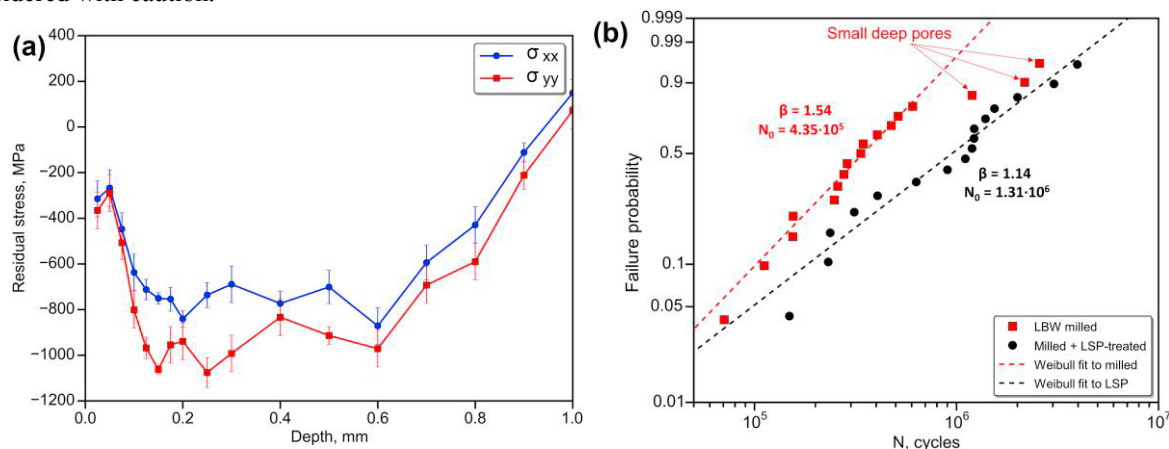 dered with caution.
(a)
400
200
0
−200
−400
−600
−800
−1000
−1200
Residual stress, MPa
σ xx
σ yy
0.0 0.2 0.4 0.6 0.8 1.0
Depth, mm
(b)
0.999
0.99
0.9
0.5
0.1
0.05
0.01
Failure probability
Small deep pores
β = 1.54
N₀ = 4.35·10⁵
β = 1.14
N₀ = 1.31·10⁶
LBW milled
Milled + LSP-treated
Weibull fit to milled
Weibull fit to LSP
10⁵ 10⁶ 10⁷
N, cycles